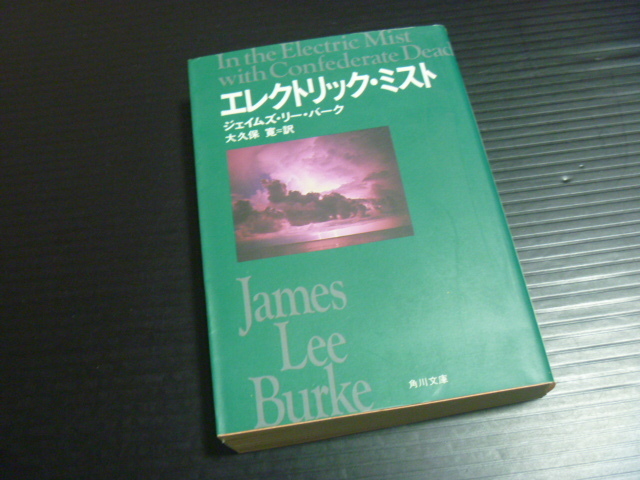 In the Electric Mist
with Confederate Dead
エレクトリック・ミスト
ジェイムズ・リー・バーク
大久保 寛=訳
James
Lee
Burke
角川文庫